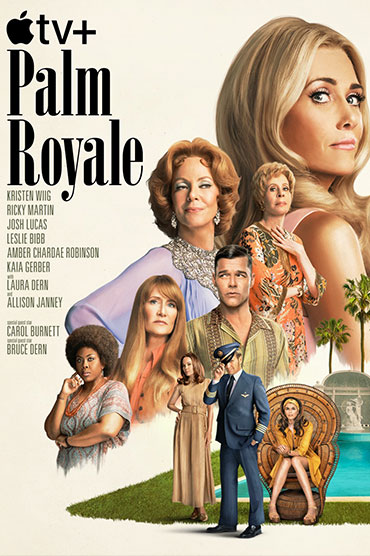 tv+
Palm
Royale
KRISTEN WIIG
RICKY MARTIN
JOSH LUCAS
LESLIE BIBB
AMBER CHARDAE ROBINSON
KAIA GERBER
with
LAURA DERN
and
ALLISON JANNEY
special guest star
CAROL BURNETT
special guest star
BRUCE DERN